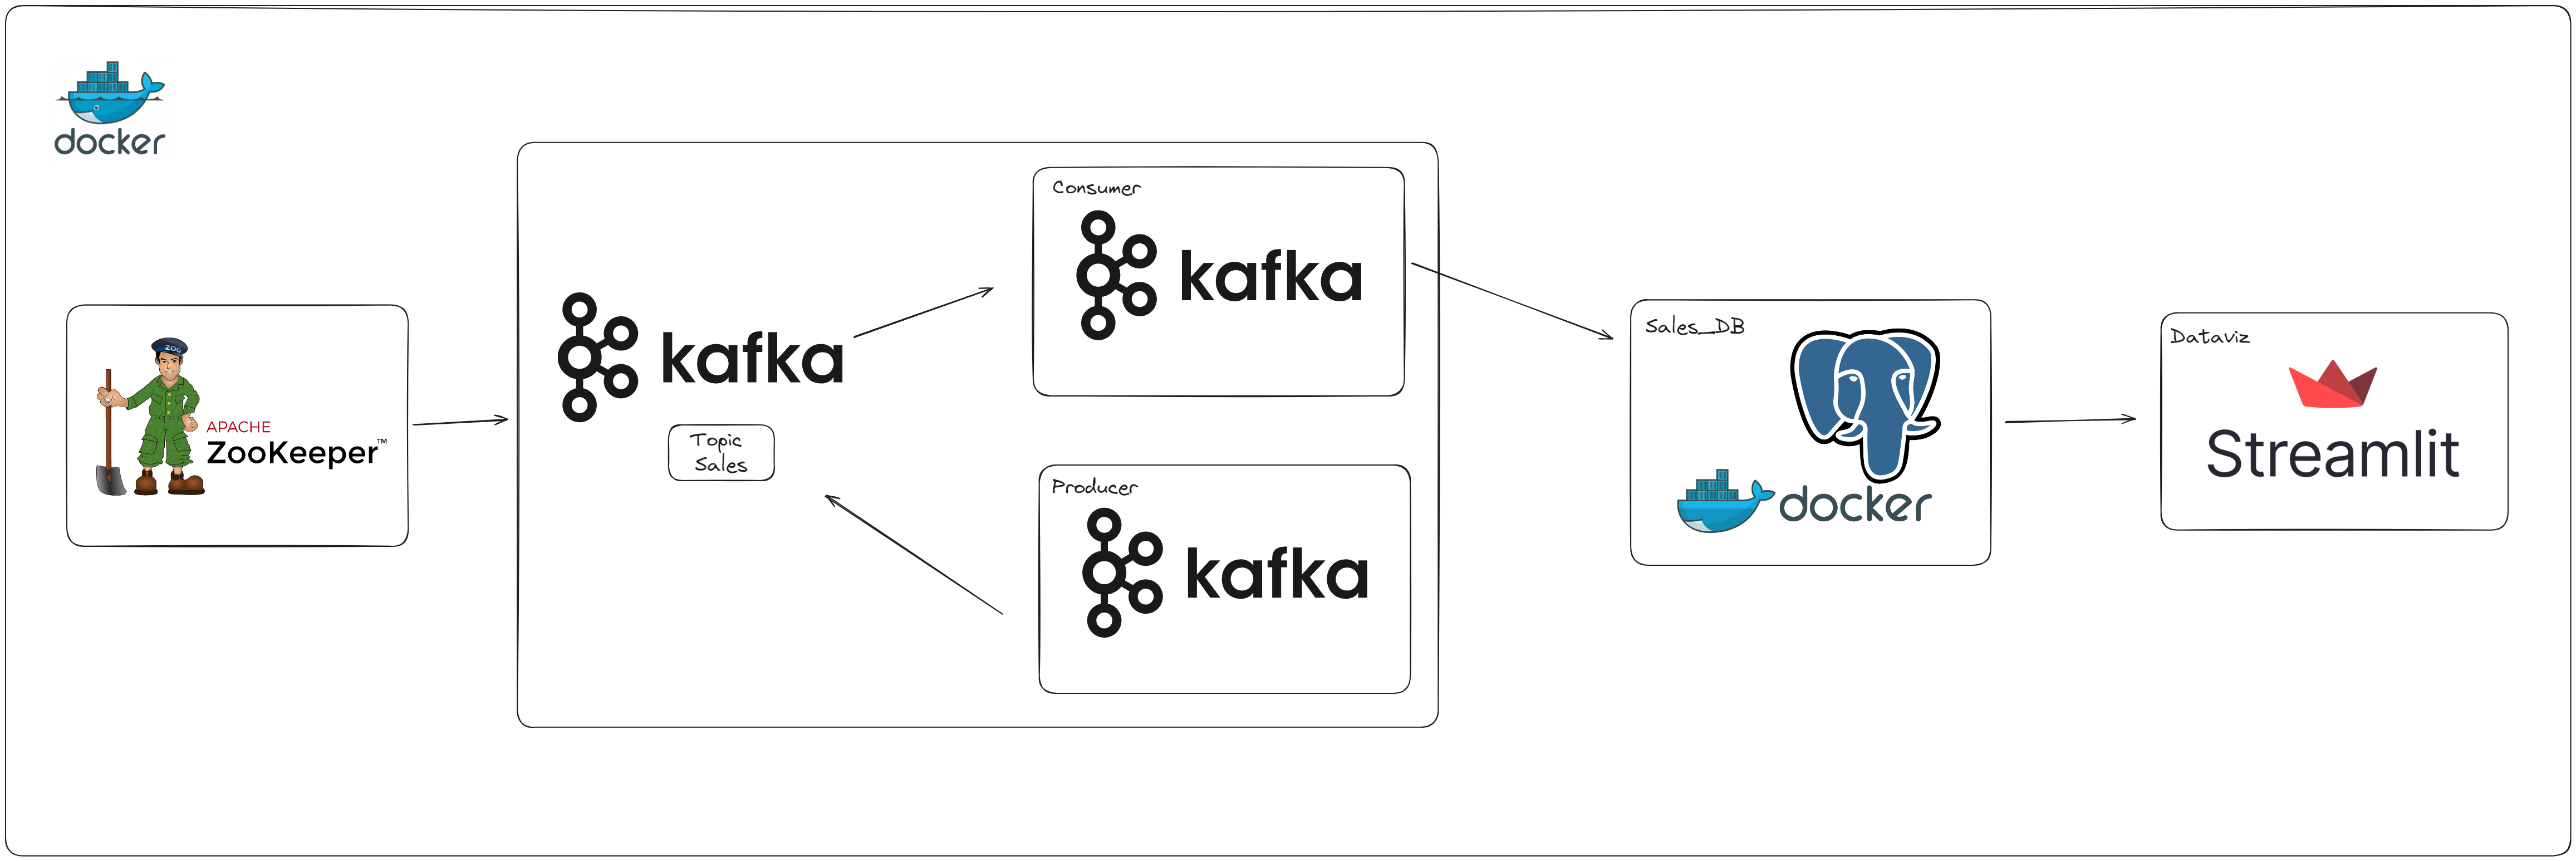 docker
ZOO
APACHE
ZooKeeper™
kafka
Topic
Sales
Consumer
kafka
Producer
kafka
Sales_DB
docker
Dataviz
Streamlit